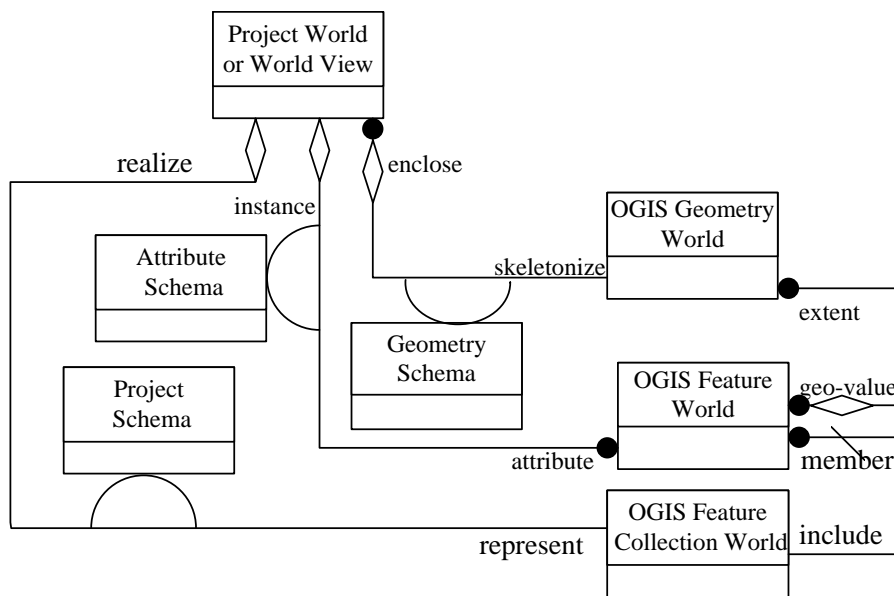 Project World
or World View
realize
enclose
instance
OGIS Geometry
World
Attribute
Schema
skeletonize
extent
Geometry
Schema
Project
Schema
OGIS Feature
World
geo-value
attribute
member
OGIS Feature
Collection World
represent
include